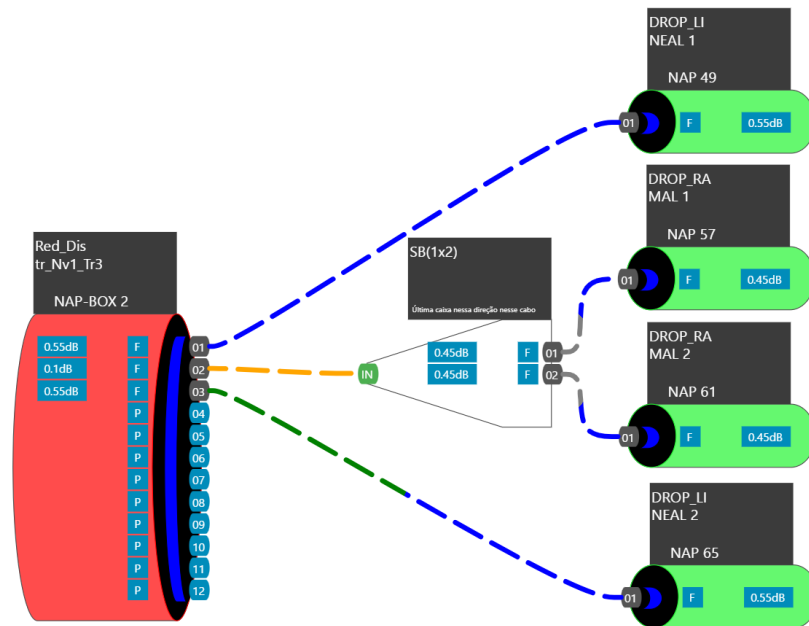 DROP_LI
NEAL 1
NAP 49
01 F 0.55dB
DROP_RA
MAL 1
NAP 57
01 F 0.45dB
Red_Dis
tr_Nv1_Tr3
NAP-BOX 2
0.55dB F 01
0.1dB F 02
0.55dB F 03
P 04
P 05
P 06
P 07
P 08
P 09
P 10
P 11
P 12
SB(1x2)
Última caixa nessa direção nesse cabo
IN
0.45dB F 01
0.45dB F 02
DROP_RA
MAL 2
NAP 61
01 F 0.45dB
DROP_LI
NEAL 2
NAP 65
01 F 0.55dB